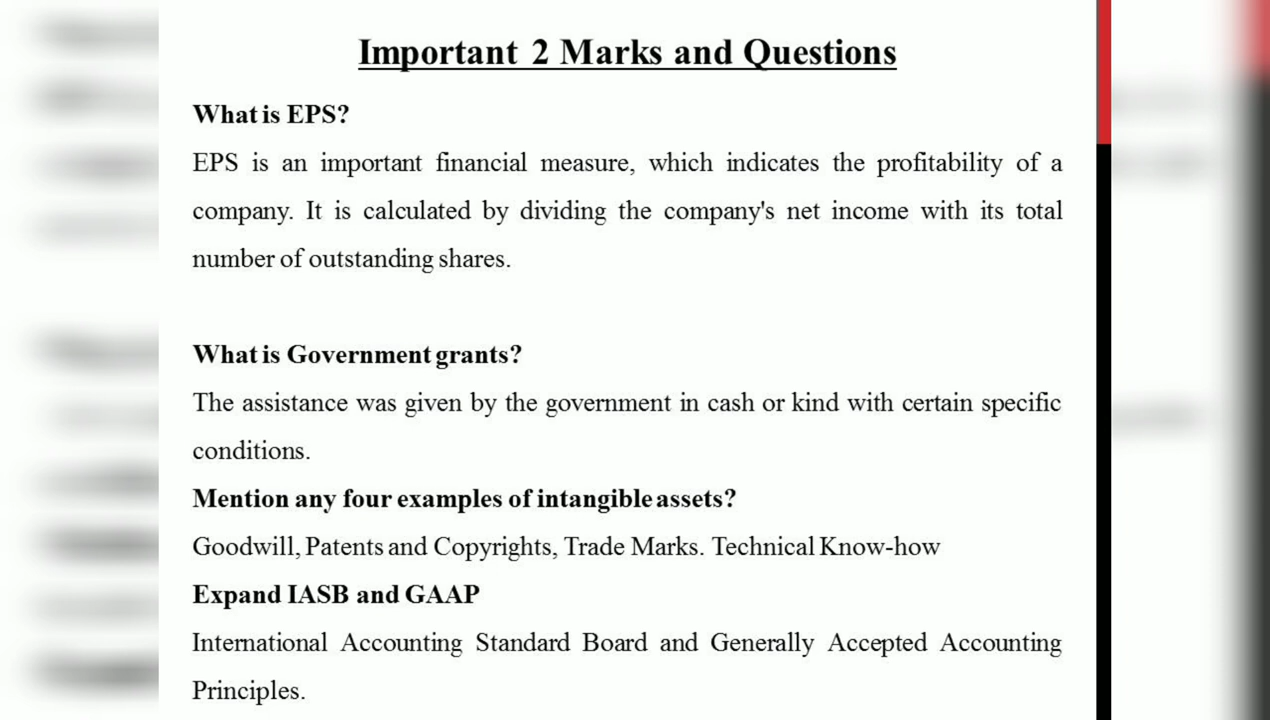 Important 2 Marks and Questions
What is EPS?
EPS is an important financial measure, which indicates the profitability of a
company. It is calculated by dividing the company's net income with its total
number of outstanding shares.
What is Government grants?
The assistance was given by the government in cash or kind with certain specific
conditions.
Mention any four examples of intangible assets?
Goodwill, Patents and Copyrights, Trade Marks. Technical Know-how
Expand IASB and GAAP
International Accounting Standard Board and Generally Accepted Accounting
Principles.